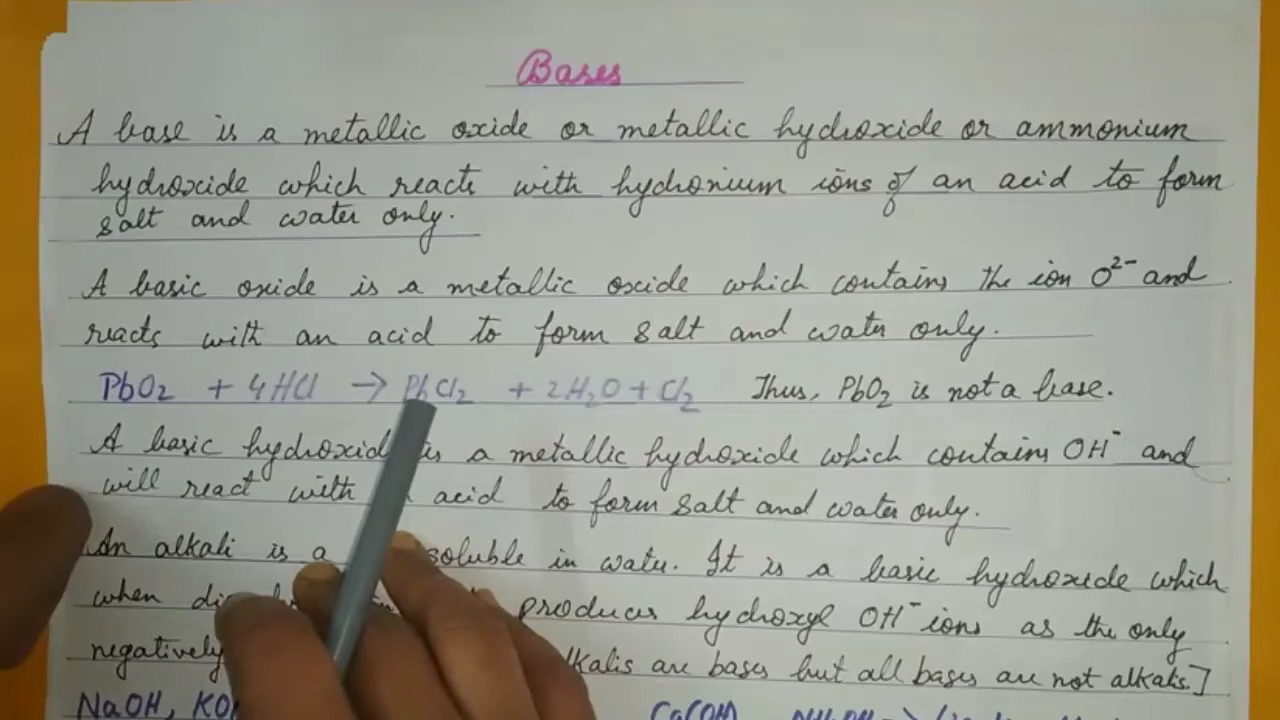 Bases
A base is a metallic oxide or metallic hydroxide or ammonium
hydroxide which reacts with hydronium ions of an acid to form
salt and water only.
A basic oxide is a metallic oxide which contains the ion O²⁻ and
reacts with an acid to form salt and water only.
PbO₂ + 4HCl → PbCl₂ + 2H₂O + Cl₂ Thus, PbO₂ is not a base.
A basic hydroxide is a metallic hydroxide which contains OH⁻ and
will react with acid to form salt and water only.
An alkali is a soluble in water. It is a basic hydroxide which
when produces hydroxyl OH⁻ ions as the only
negatively alkalis are bases but all bases are not alkalis.]
NaOH, KOH